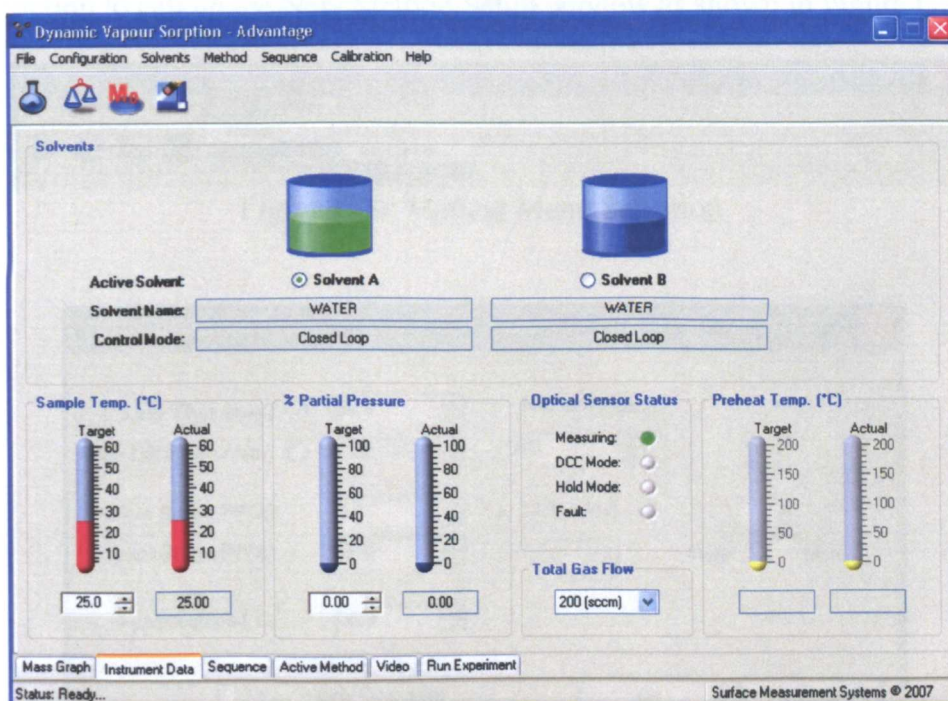 Dynamic Vapour Sorption - Advantage
File Configuration Solvents Method Sequence Calibration Help
Solvents
Active Solvent: Solvent A Solvent B
Solvent Name: WATER WATER
Control Mode: Closed Loop Closed Loop
Sample Temp. (°C) % Partial Pressure Optical Sensor Status Preheat Temp. (°C)
Target Actual Target Actual Target Actual
60 60 100 100 Measuring: 200 200
50 50 80 80 DCC Mode: 150 150
40 40 60 60 Hold Mode: 100 100
30 30 40 40 Fault: 50 50
20 20 20 20 0 0
10 10 0 0
Total Gas Flow
25.0 25.00 0.00 0.00 200 (sccm)
Mass Graph Instrument Data Sequence Active Method Video Run Experiment
Status: Ready... Surface Measurement Systems © 2007